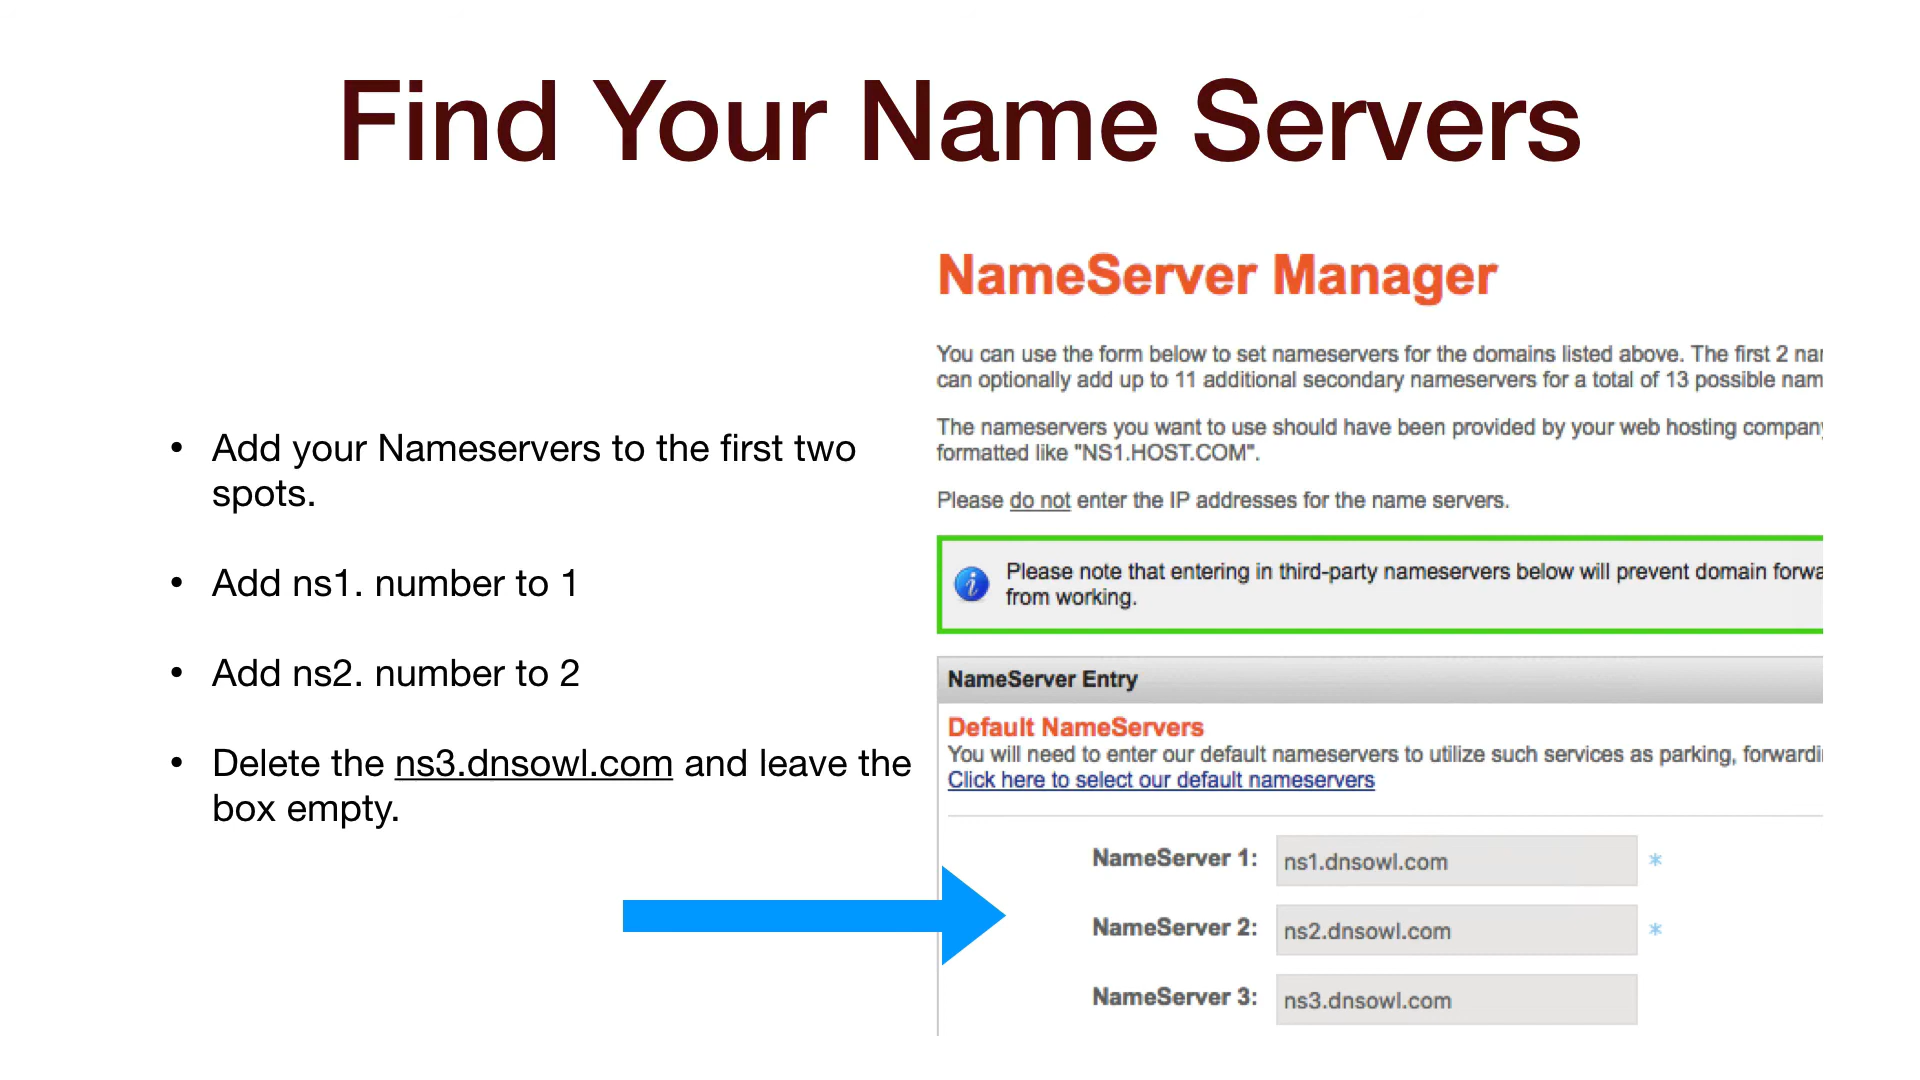 Find Your Name Servers
• Add your Nameservers to the first two
spots.
• Add ns1. number to 1
• Add ns2. number to 2
• Delete the ns3.dnsowl.com and leave the
box empty.
NameServer Manager
You can use the form below to set nameservers for the domains listed above. The first 2
can optionally add up to 11 additional secondary nameservers for a total of 13 possible
The nameservers you want to use should have been provided by your web hosting company
formatted like "NS1.HOST.COM".
Please do not enter the IP addresses for the name servers.
Please note that entering in third-party nameservers below will prevent domain
from working.
NameServer Entry
Default NameServers
You will need to enter our default nameservers to utilize such services as parking,
Click here to select our default nameservers
NameServer 1: ns1.dnsowl.com *
NameServer 2: ns2.dnsowl.com *
NameServer 3: ns3.dnsowl.com